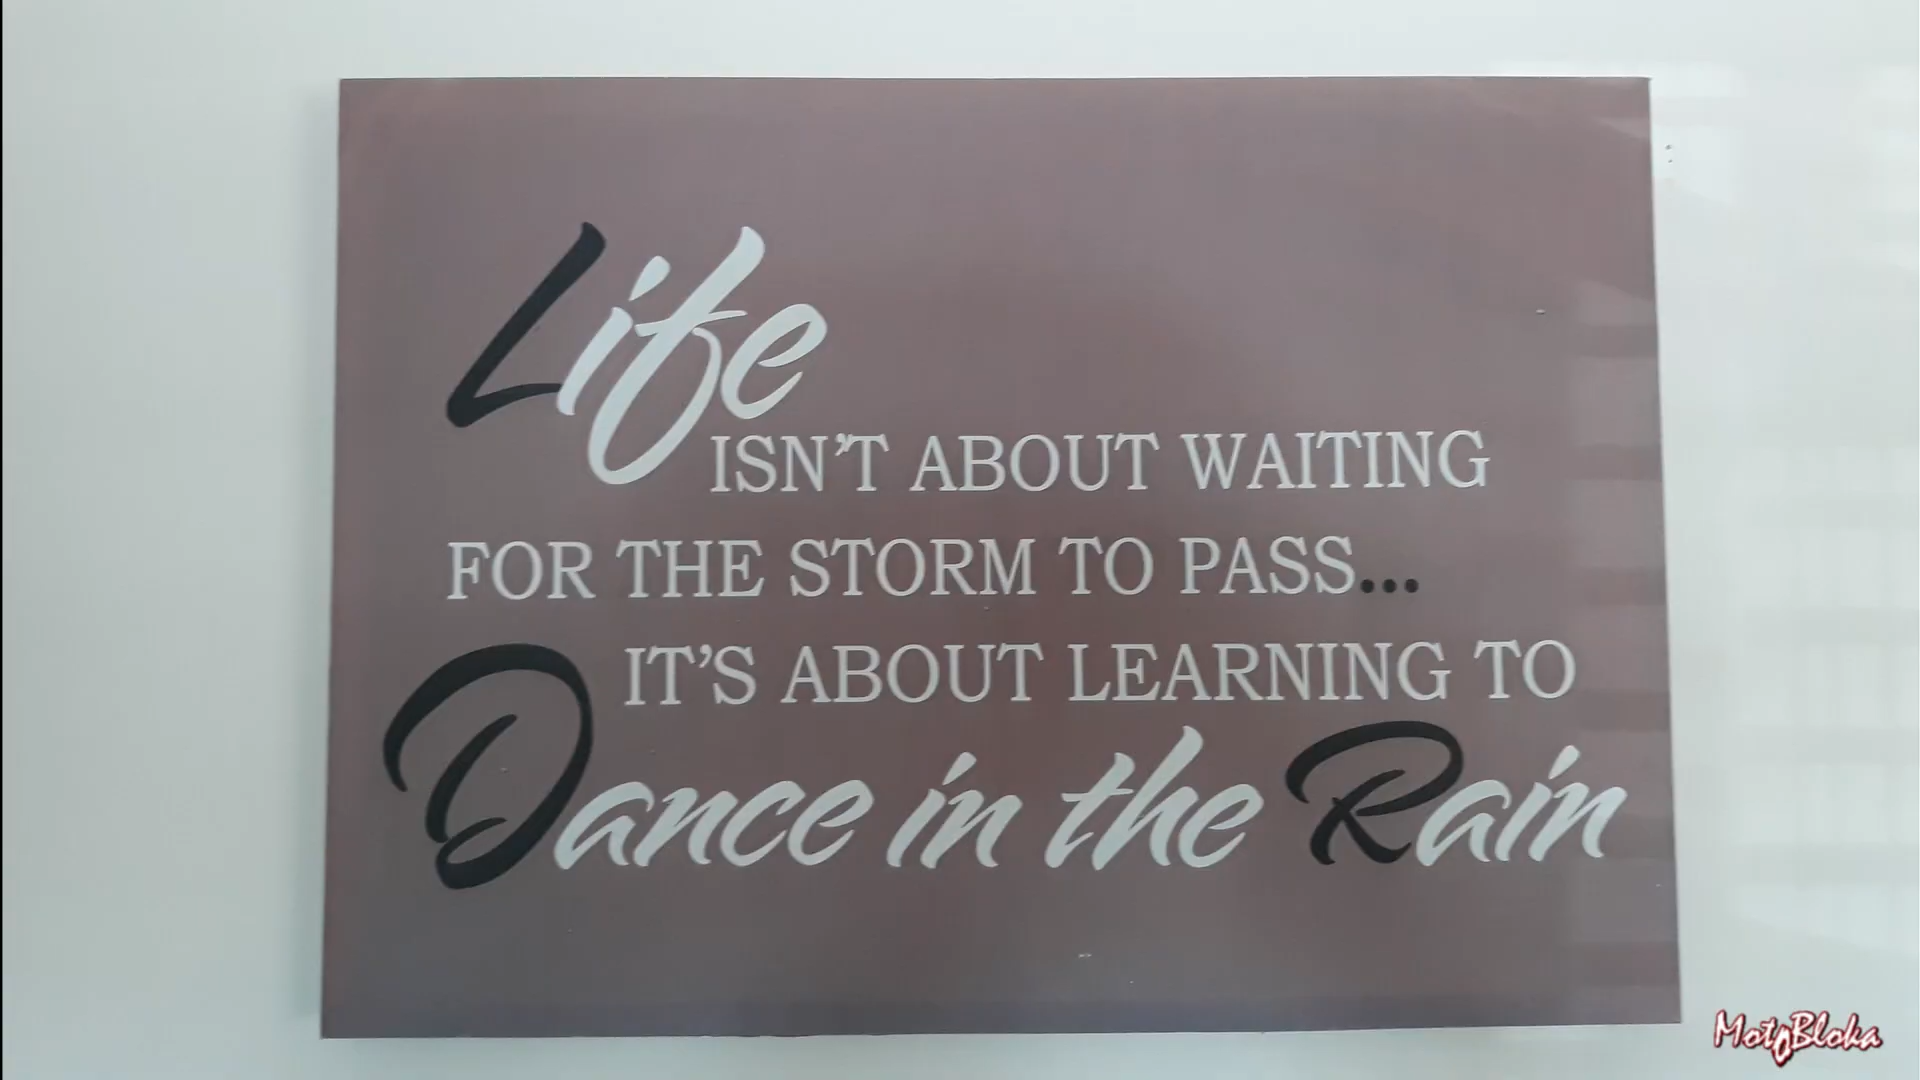 Life
ISN'T ABOUT WAITING
FOR THE STORM TO PASS...
IT'S ABOUT LEARNING TO
Dance in the Rain
MotoBloka